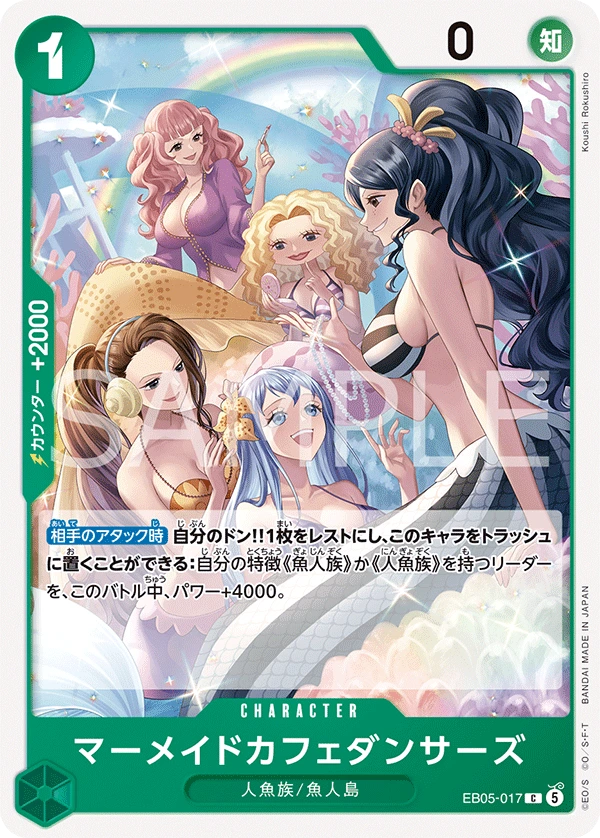 1
0
知
Koushi Rokushiro
カウンター +2000
SAMPLE
相手のアタック時 自分のドン!!1枚をレストにし、このキャラをトラッシュ
に置くことができる：自分の特徴《魚人族》か《人魚族》を持つリーダー
を、このバトル中、パワー+4000。
CHARACTER
マーメイドカフェダンサーズ
人魚族/魚人島
EB05-017 C 5
©E.O/S ©O/S・F・T BANDAI MADE IN JAPAN